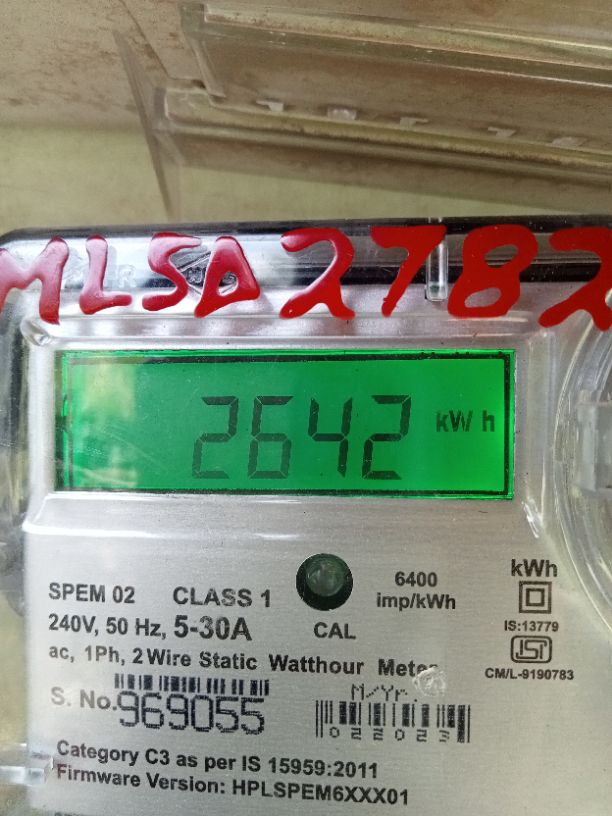 MLSD2782
2642 kWh
SPEM 02 CLASS 1 6400 kWh
imp/kWh
240V, 50 Hz, 5-30A CAL IS:13779
ac, 1Ph, 2 Wire Static Watthour Meter CM/L-9190783
S. No. 969055 M/Yr.
022023
Category C3 as per IS 15959:2011
Firmware Version: HPLSPEM6XXX01